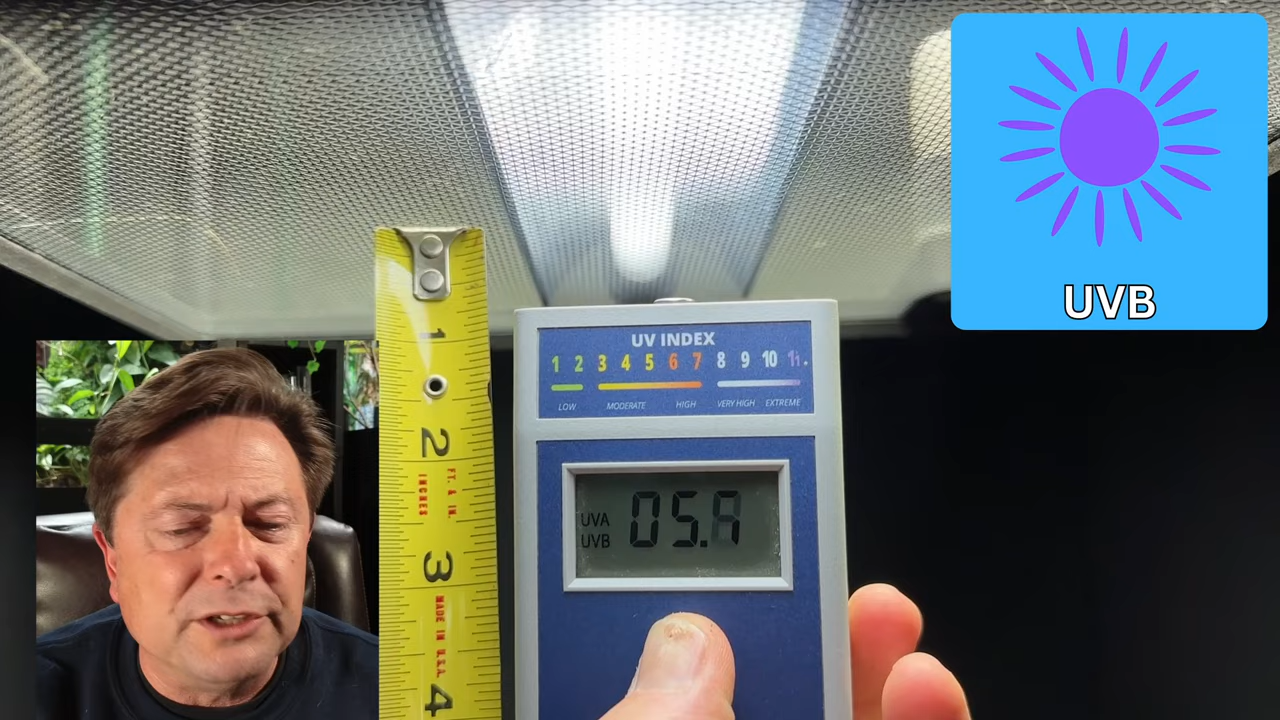 UVB
UV INDEX
1 2 3 4 5 6 7 8 9 10 11+
LOW MODERATE HIGH VERY HIGH EXTREME
UVA
UVB
05.
1
2
FT. & IN.
INCHES
3
MADE IN U.S.A.
4